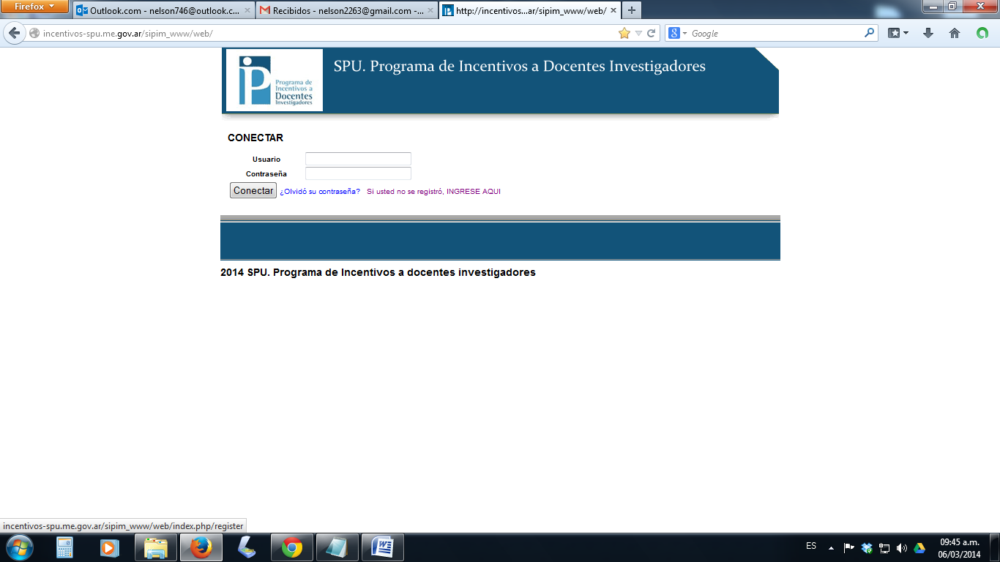 Firefox
Outlook.com - nelson746@outlook.c...
Recibidos - nelson2263@gmail.com -...
http://incentivos...ar/sipim_www/web/
incentivos-spu.me.gov.ar/sipim_www/web/
Google
Programa de
Incentivos a
Docentes
Investigadores
SPU. Programa de Incentivos a Docentes Investigadores
CONECTAR
Usuario
Contraseña
Conectar ¿Olvidó su contraseña? Si usted no se registró, INGRESE AQUI
2014 SPU. Programa de Incentivos a docentes investigadores
incentivos-spu.me.gov.ar/sipim_www/web/index.php/register
ES
09:45 a.m.
06/03/2014